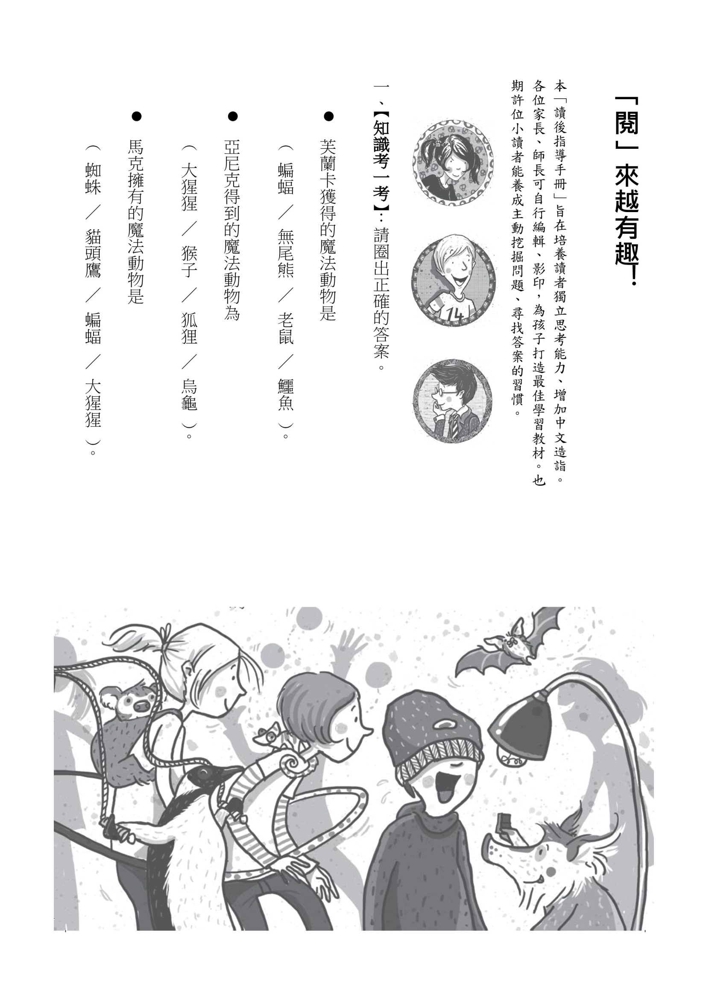 「閱」來越有趣！
本「讀後指導手冊」旨在培養讀者獨立思考能力、增加中文造詣。
各位家長、師長可自行編輯、影印，為孩子打造最佳學習教材。也
期許位小讀者能養成主動挖掘問題、尋找答案的習慣。
14
一、【知識考一考】：請圈出正確的答案。
● 芙蘭卡獲得的魔法動物是
（ 蝙蝠 ／ 無尾熊 ／ 老鼠 ／ 鱷魚 ）。
● 亞尼克得到的魔法動物為
（ 大猩猩 ／ 猴子 ／ 狐狸 ／ 烏龜 ）。
● 馬克擁有的魔法動物是
（ 蜘蛛 ／ 貓頭鷹 ／ 蝙蝠 ／ 大猩猩 ）。